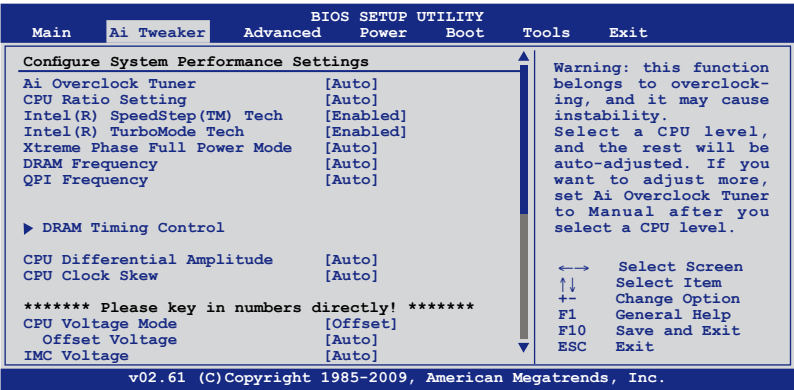 BIOS SETUP UTILITY
Main Ai Tweaker Advanced Power Boot Tools Exit
Configure System Performance Settings
Ai Overclock Tuner [Auto]
CPU Ratio Setting [Auto]
Intel(R) SpeedStep(TM) Tech [Enabled]
Intel(R) TurboMode Tech [Enabled]
Xtreme Phase Full Power Mode [Auto]
DRAM Frequency [Auto]
QPI Frequency [Auto]
DRAM Timing Control
CPU Differential Amplitude [Auto]
CPU Clock Skew [Auto]
******* Please key in numbers directly! *******
CPU Voltage Mode [Offset]
Offset Voltage [Auto]
IMC Voltage [Auto]
Warning: this function
belongs to overclock-
ing, and it may cause
instability.
Select a CPU level,
and the rest will be
auto-adjusted. If you
want to adjust more,
set Ai Overclock Tuner
to Manual after you
select a CPU level.
←→ Select Screen
↑↓ Select Item
+- Change Option
F1 General Help
F10 Save and Exit
ESC Exit
v02.61 (C)Copyright 1985-2009, American Megatrends, Inc.